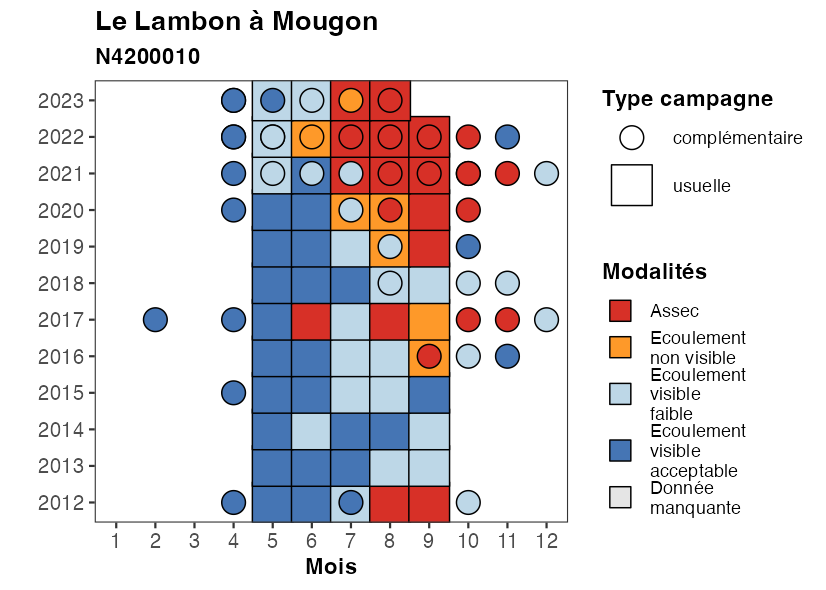 Le Lambon à Mougon
N4200010
2023
2022
2021
2020
2019
2018
2017
2016
2015
2014
2013
2012
1 2 3 4 5 6 7 8 9 10 11 12
Mois
Type campagne
complémentaire
usuelle
Modalités
Assec
Ecoulement
non visible
Ecoulement
visible
faible
Ecoulement
visible
acceptable
Donnée
manquante